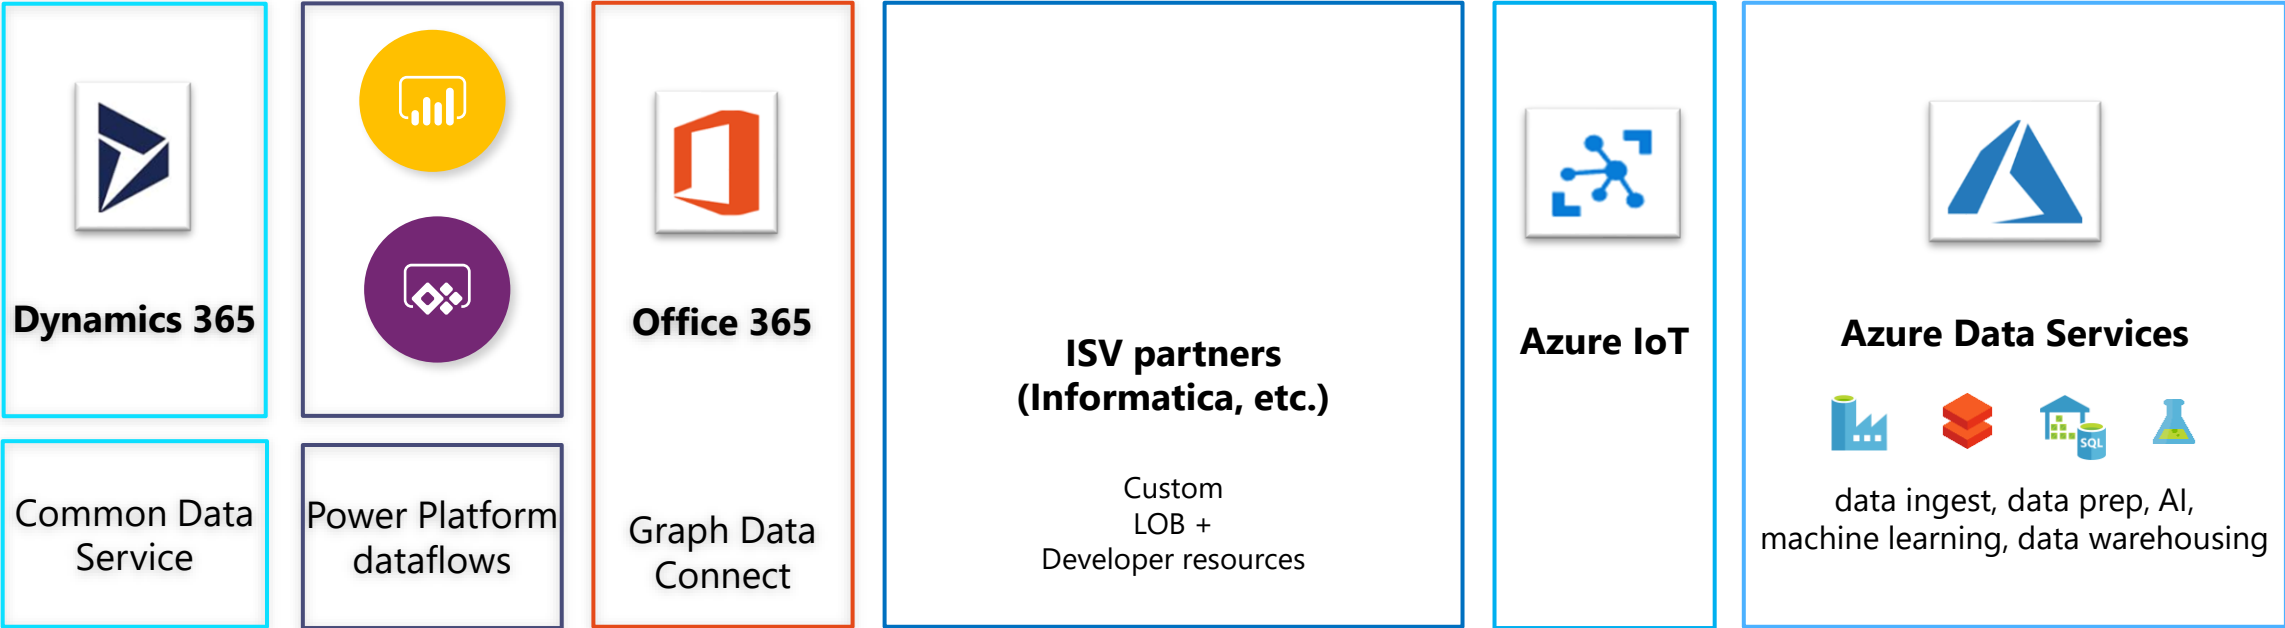 Dynamics 365
Common Data
Service
Power Platform
dataflows
Office 365
Graph Data
Connect
ISV partners
(Informatica, etc.)
Custom
LOB +
Developer resources
Azure IoT
Azure Data Services
SQL
data ingest, data prep, AI,
machine learning, data warehousing